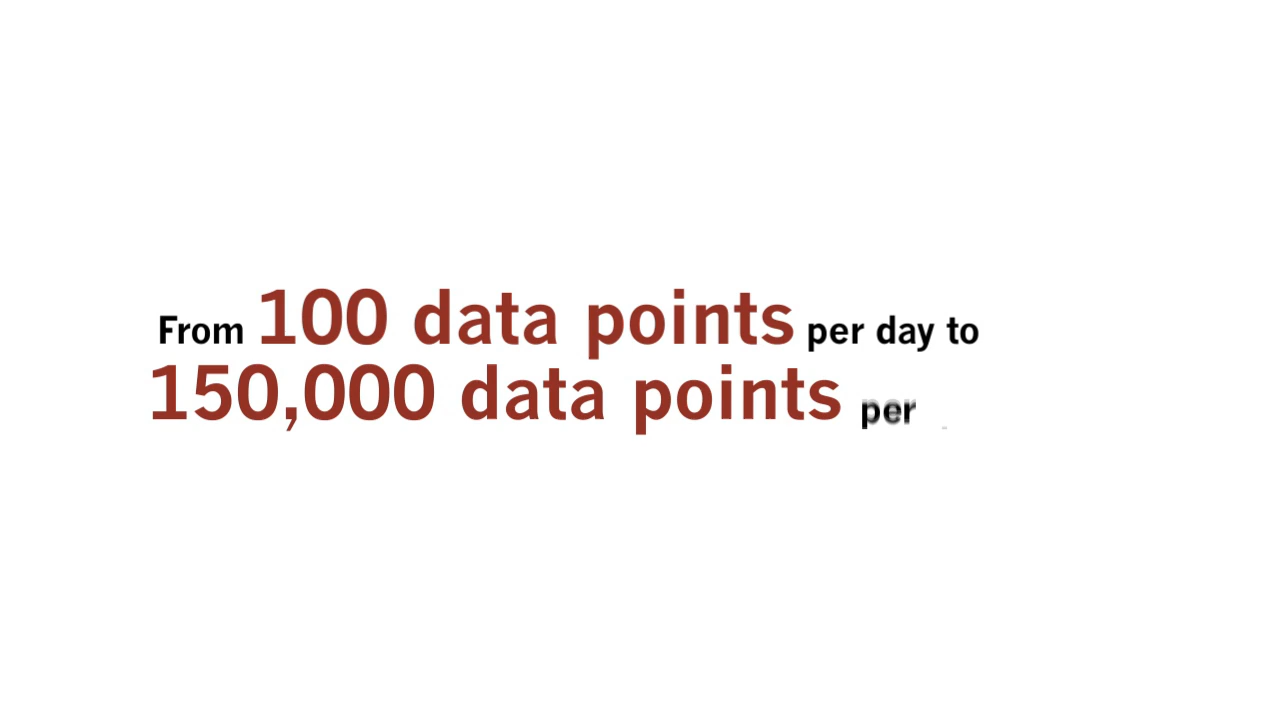 From 100 data points per day to
150,000 data points per